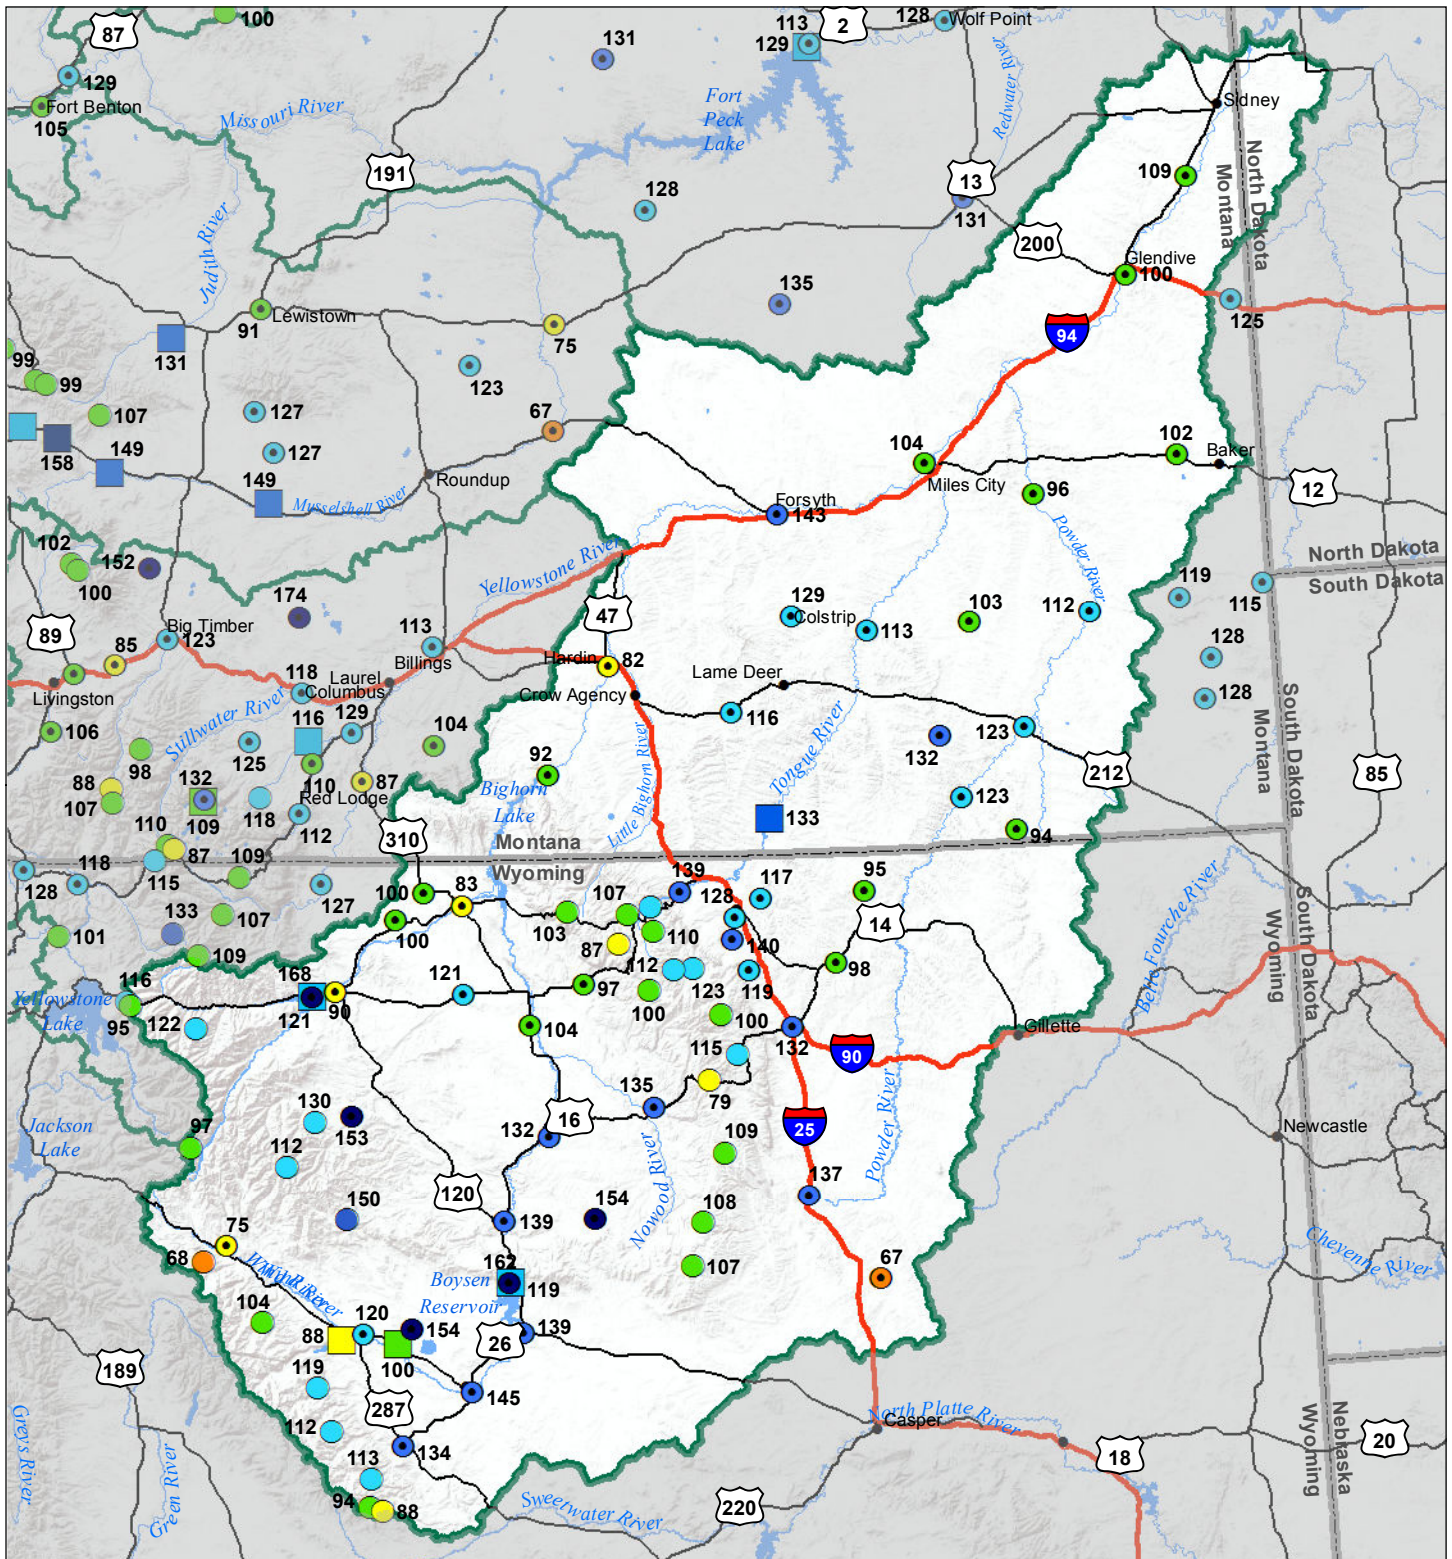 100
87
129
Fort Benton
105
Missouri River
191
131
113
129
2
128
Wolf Point
Fort
Peck
Lake
Redwater River
Sidney
13
131
128
109
North Dakota
Montana
200
Glendive
100
125
Judith River
91
Lewistown
131
75
135
94
99
99
107
123
127
127
67
158
149
149
Roundup
Musselshell River
104
Miles City
102
Baker
96
12
Forsyth
143
Powder River
North Dakota
South Dakota
102
100
152
174
Yellowstone River
89
85
Big Timber
123
113
47
129
Colstrip
113
103
112
119
115
128
128
Livingston
118
Columbus
Laurel
Billings
Hardin
82
Crow Agency
Lame Deer
116
106
Stillwater River
116
129
104
98
125
110
88
107
132
109
118
Red Lodge
87
112
92
Bighorn
Lake
Little Bighorn River
Tongue River
132
123
212
South Dakota
Montana
85
123
133
94
110
87
115
109
118
128
310
Montana
Wyoming
127
133
107
101
109
100
83
100
103
107
87
110
139
128
117
140
95
14
98
Belle Fourche River
South Dakota
Wyoming
Yellowstone
Lake
116
95
122
168
121
90
121
97
104
112
123
100
100
119
132
115
79
90
Gillette
Jackson
Lake
97
130
153
112
150
135
16
132
109
25
Powder River
Newcastle
120
139
154
Nowood River
108
107
137
67
Cheyenne River
75
68
Wind River
104
162
119
Boysen
Reservoir
88
120
154
100
26
139
189
119
112
287
145
134
113
94
88
Greys River
Green River
Sweetwater River
220
North Platte River
Casper
18
Nebraska
Wyoming
20